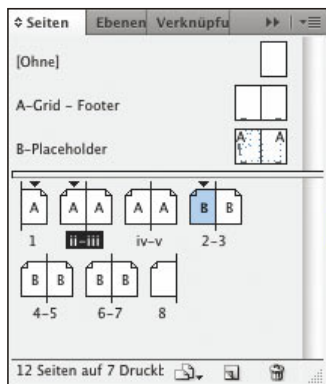 Seiten Ebenen Verknüpfu
[Ohne]
A-Grid - Footer
B-Placeholder
A A
A A A A A B B
1 ii-iii iv-v 2-3
B B B B
4-5 6-7 8
12 Seiten auf 7 Druckb